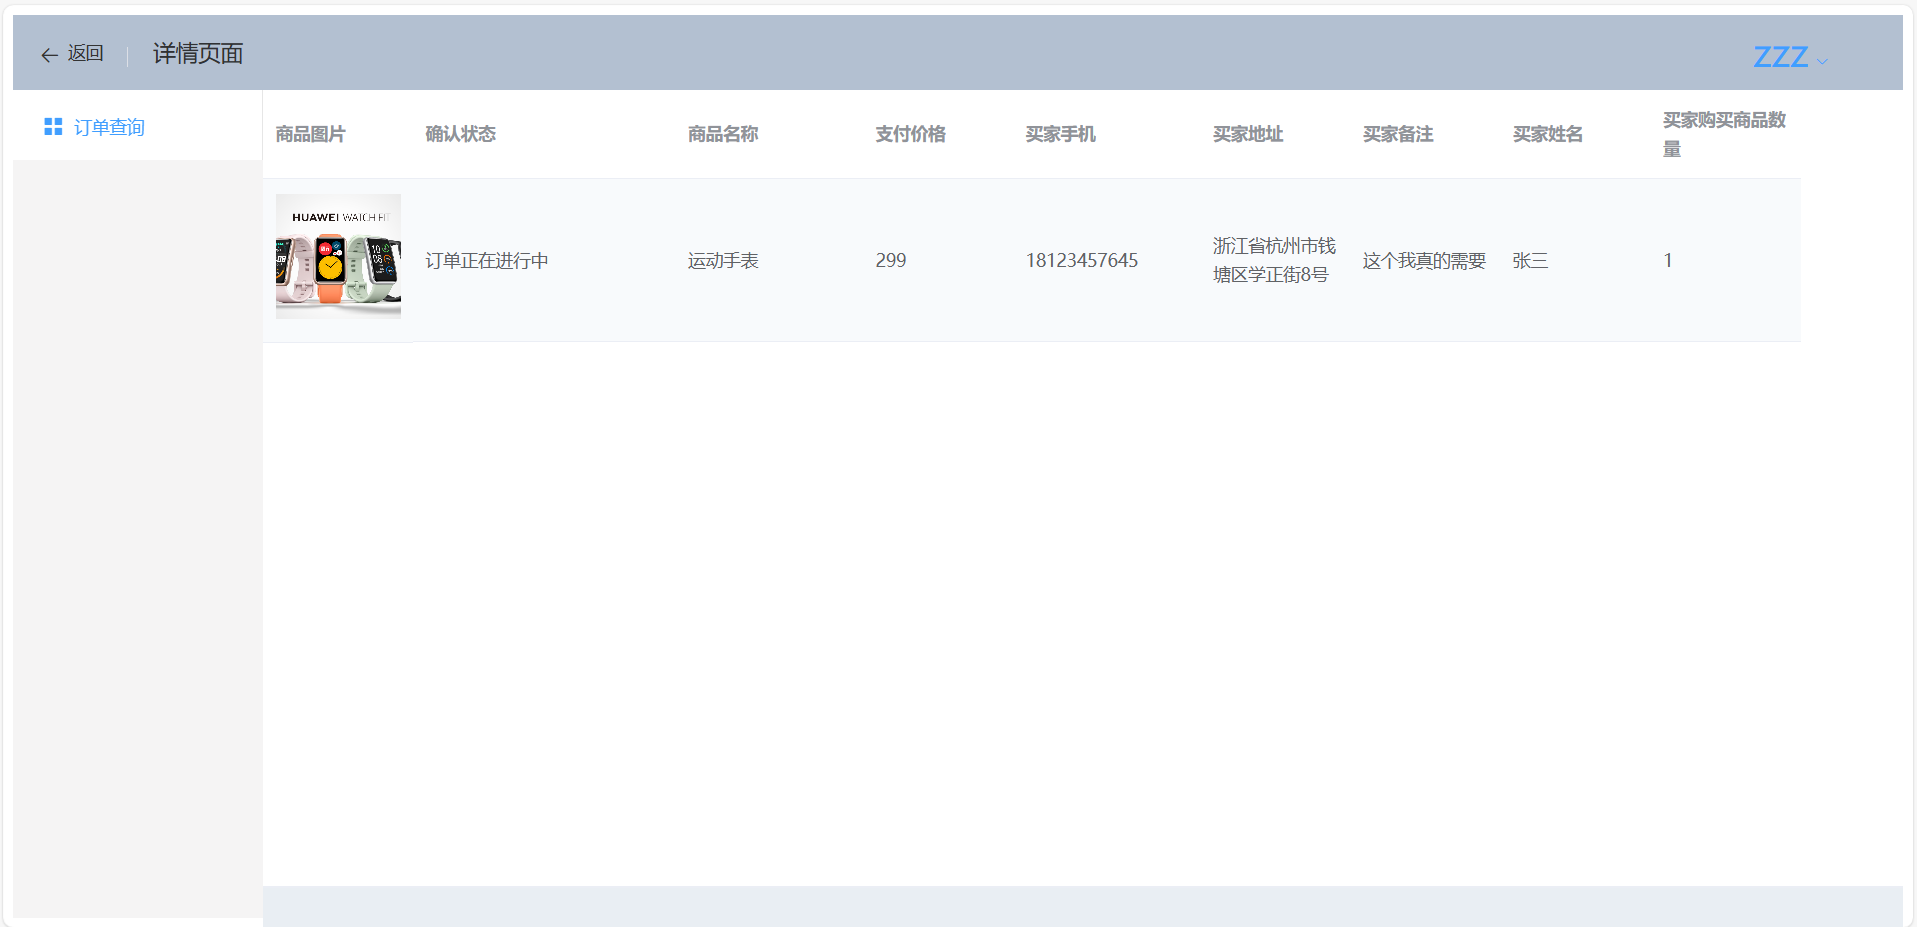 返回
详情页面
ZZZ
订单查询
商品图片 确认状态 商品名称 支付价格 买家手机 买家地址 买家备注 买家姓名 买家购买商品数
量
HUAWEI WATCH FIT
订单正在进行中 运动手表 299 18123457645 浙江省杭州市钱
塘区学正街8号 这个我真的需要 张三 1